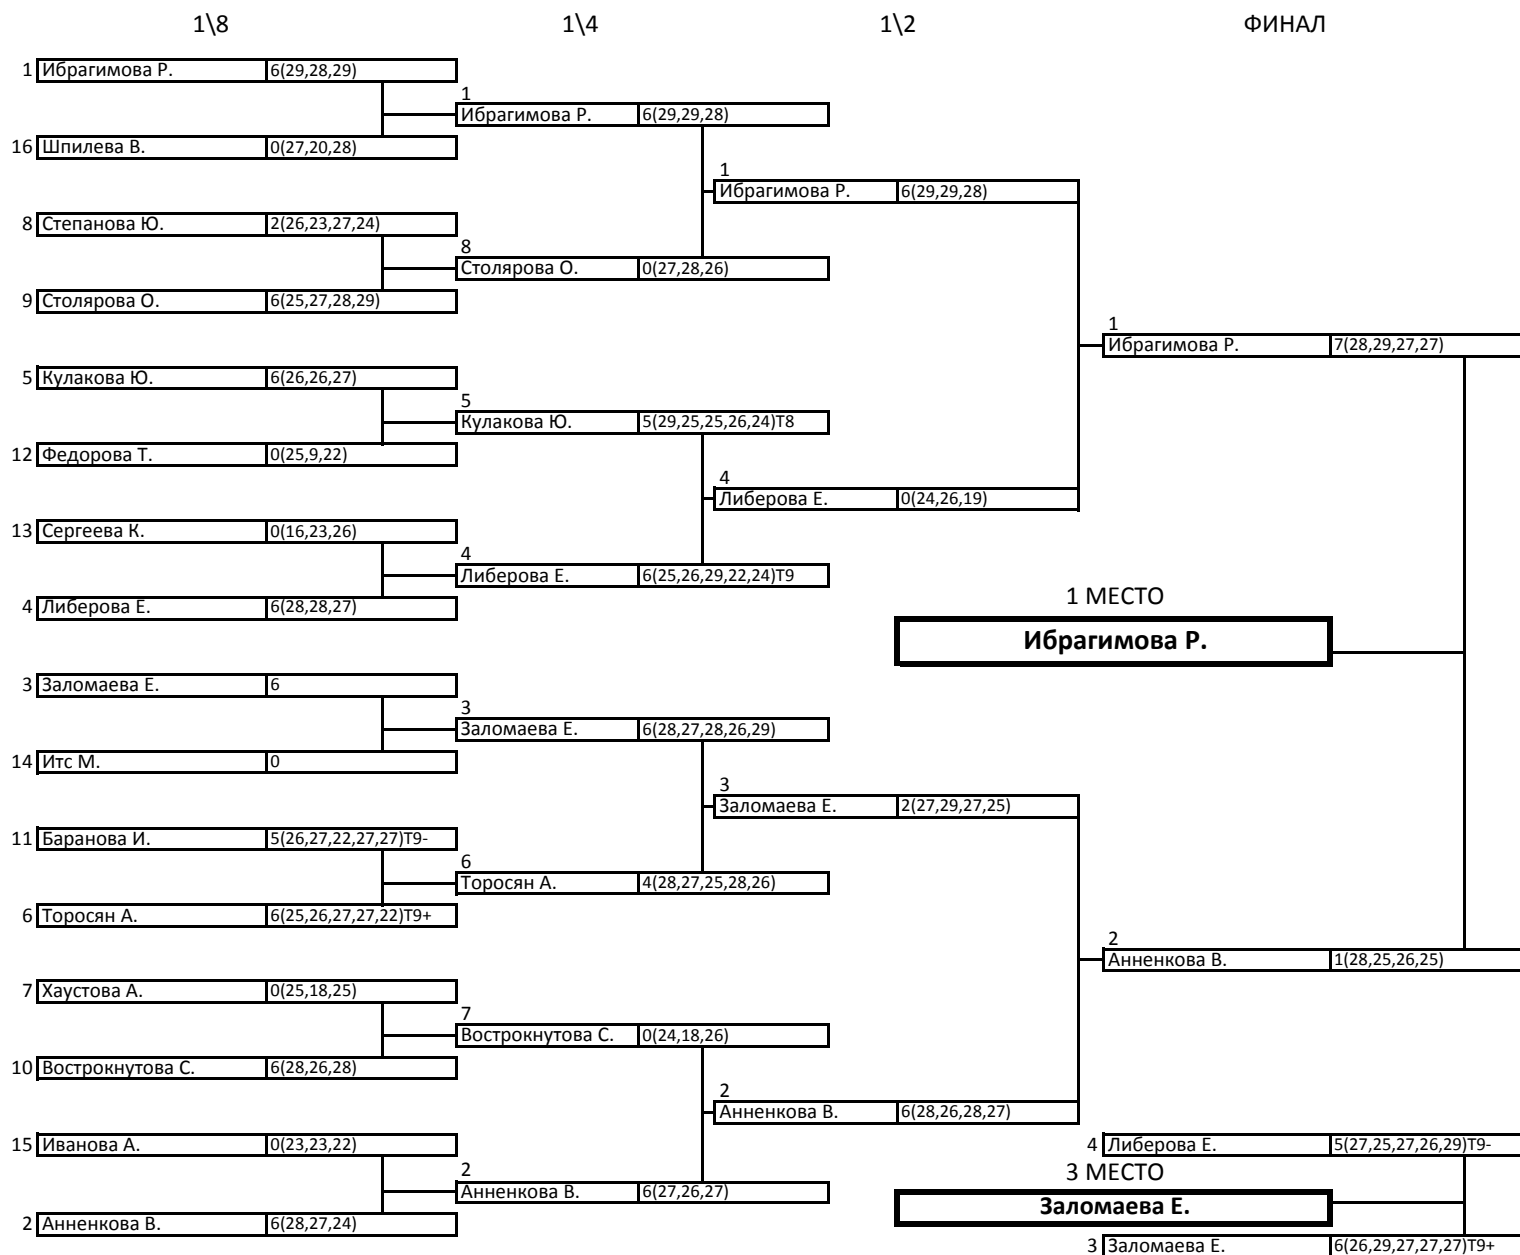 1\8 1\4 1\2 ФИНАЛ
1 Ибрагимова Р. 6(29,28,29)
1
Ибрагимова Р. 6(29,29,28)
16 Шпилева В. 0(27,20,28)
1
Ибрагимова Р. 6(29,29,28)
8 Степанова Ю. 2(26,23,27,24)
8
Столярова О. 0(27,28,26)
9 Столярова О. 6(25,27,28,29)
1
Ибрагимова Р. 7(28,29,27,27)
5 Кулакова Ю. 6(26,26,27)
5
Кулакова Ю. 5(29,25,25,26,24)Т8
12 Федорова Т. 0(25,9,22)
4
Либерова Е. 0(24,26,19)
13 Сергеева К. 0(16,23,26)
4
Либерова Е. 6(25,26,29,22,24)Т9
1 МЕСТО
4 Либерова Е. 6(28,28,27)
Ибрагимова Р.
3 Заломаева Е. 6
3
Заломаева Е. 6(28,27,28,26,29)
14 Итс М. 0
3
Заломаева Е. 2(27,29,27,25)
11 Баранова И. 5(26,27,22,27,27)Т9-
6
Торосян А. 4(28,27,25,28,26)
6 Торосян А. 6(25,26,27,27,22)Т9+
2
Анненкова В. 1(28,25,26,25)
7 Хаустова А. 0(25,18,25)
7
Вострокнутова С. 0(24,18,26)
10 Вострокнутова С. 6(28,26,28)
2
Анненкова В. 6(28,26,28,27)
15 Иванова А. 0(23,23,22)
4 Либерова Е. 5(27,25,27,26,29)Т9-
2
3 МЕСТО
Анненкова В. 6(27,26,27)
Заломаева Е.
2 Анненкова В. 6(28,27,24)
3 Заломаева Е. 6(26,29,27,27,27)Т9+